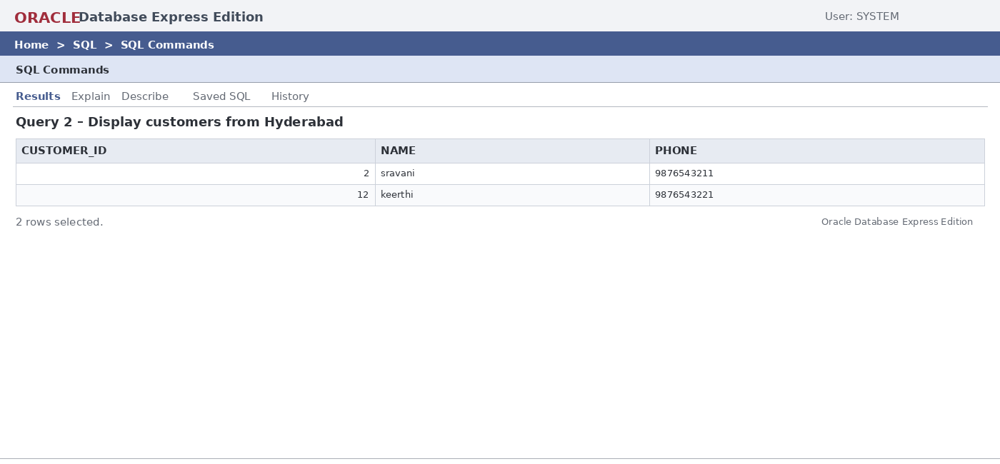 ORACLE Database Express Edition User: SYSTEM
Home > SQL > SQL Commands
SQL Commands
Results Explain Describe Saved SQL History
Query 2 – Display customers from Hyderabad
CUSTOMER_ID NAME PHONE
2 sravani 9876543211
12 keerthi 9876543221
2 rows selected. Oracle Database Express Edition